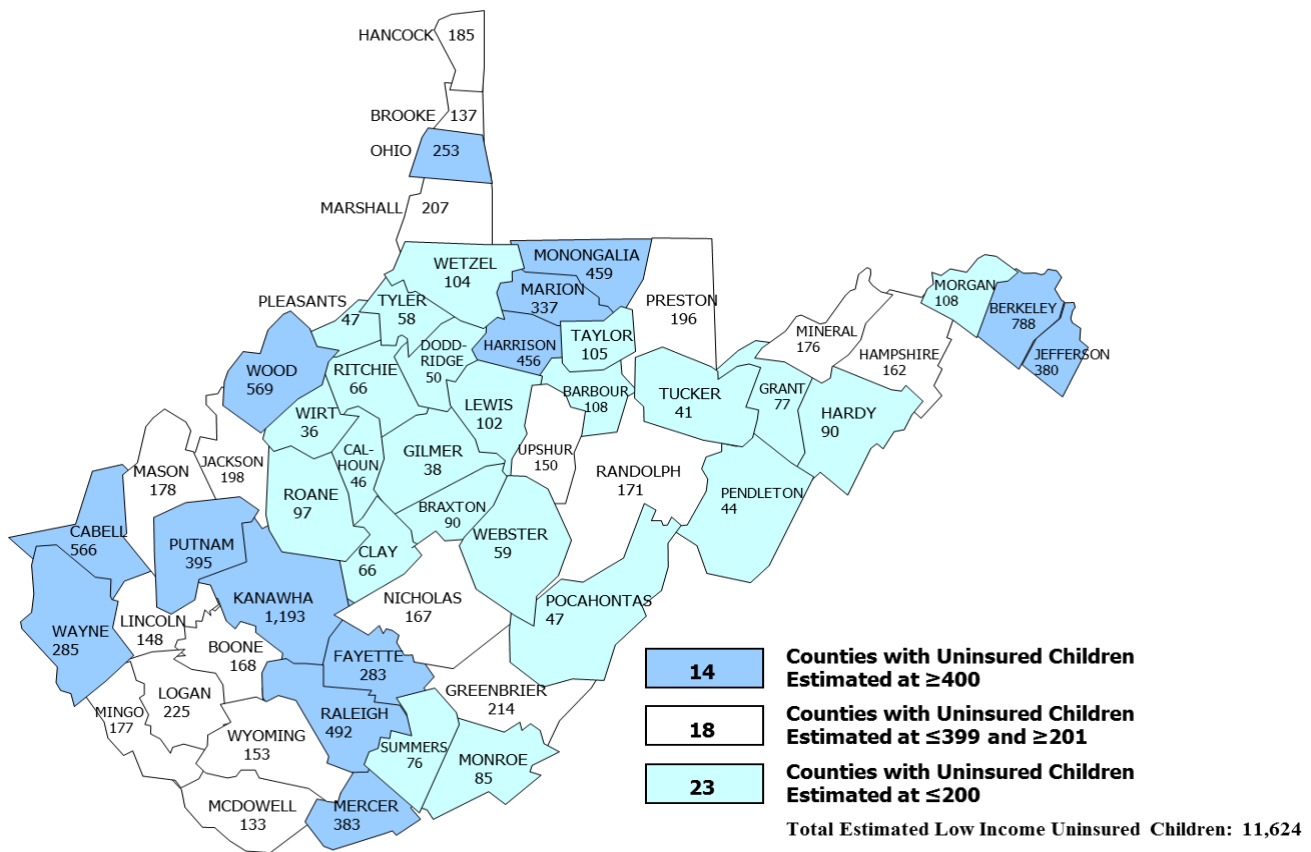 HANCOCK 185
BROOKE 137
OHIO 253
MARSHALL 207
WETZEL
104
MONONGALIA
459
MARION
337
PRESTON
196
MORGAN
108
BERKELEY
788
JEFFERSON
380
MINERAL
176
HAMPSHIRE
162
PLEASANTS
47
TYLER
58
DODD-
RIDGE
50
HARRISON
456
TAYLOR
105
WOOD
569
RITCHIE
66
BARBOUR
108
TUCKER
41
GRANT
77
HARDY
90
WIRT
36
LEWIS
102
CAL-
HOUN
46
GILMER
38
UPSHUR
150
RANDOLPH
171
PENDLETON
44
JACKSON
198
MASON
178
ROANE
97
BRAXTON
90
WEBSTER
59
CABELL
566
PUTNAM
395
CLAY
66
KANAWHA
1,193
NICHOLAS
167
POCAHONTAS
47
WAYNE
285
LINCOLN
148
BOONE
168
FAYETTE
283
GREENBRIER
214
LOGAN
225
MINGO
177
RALEIGH
492
WYOMING
153
SUMMERS
76
MONROE
85
MCDOWELL
133
MERCER
383
14 Counties with Uninsured Children
Estimated at ≥400
18 Counties with Uninsured Children
Estimated at ≤399 and ≥201
23 Counties with Uninsured Children
Estimated at ≤200
Total Estimated Low Income Uninsured Children: 11,624